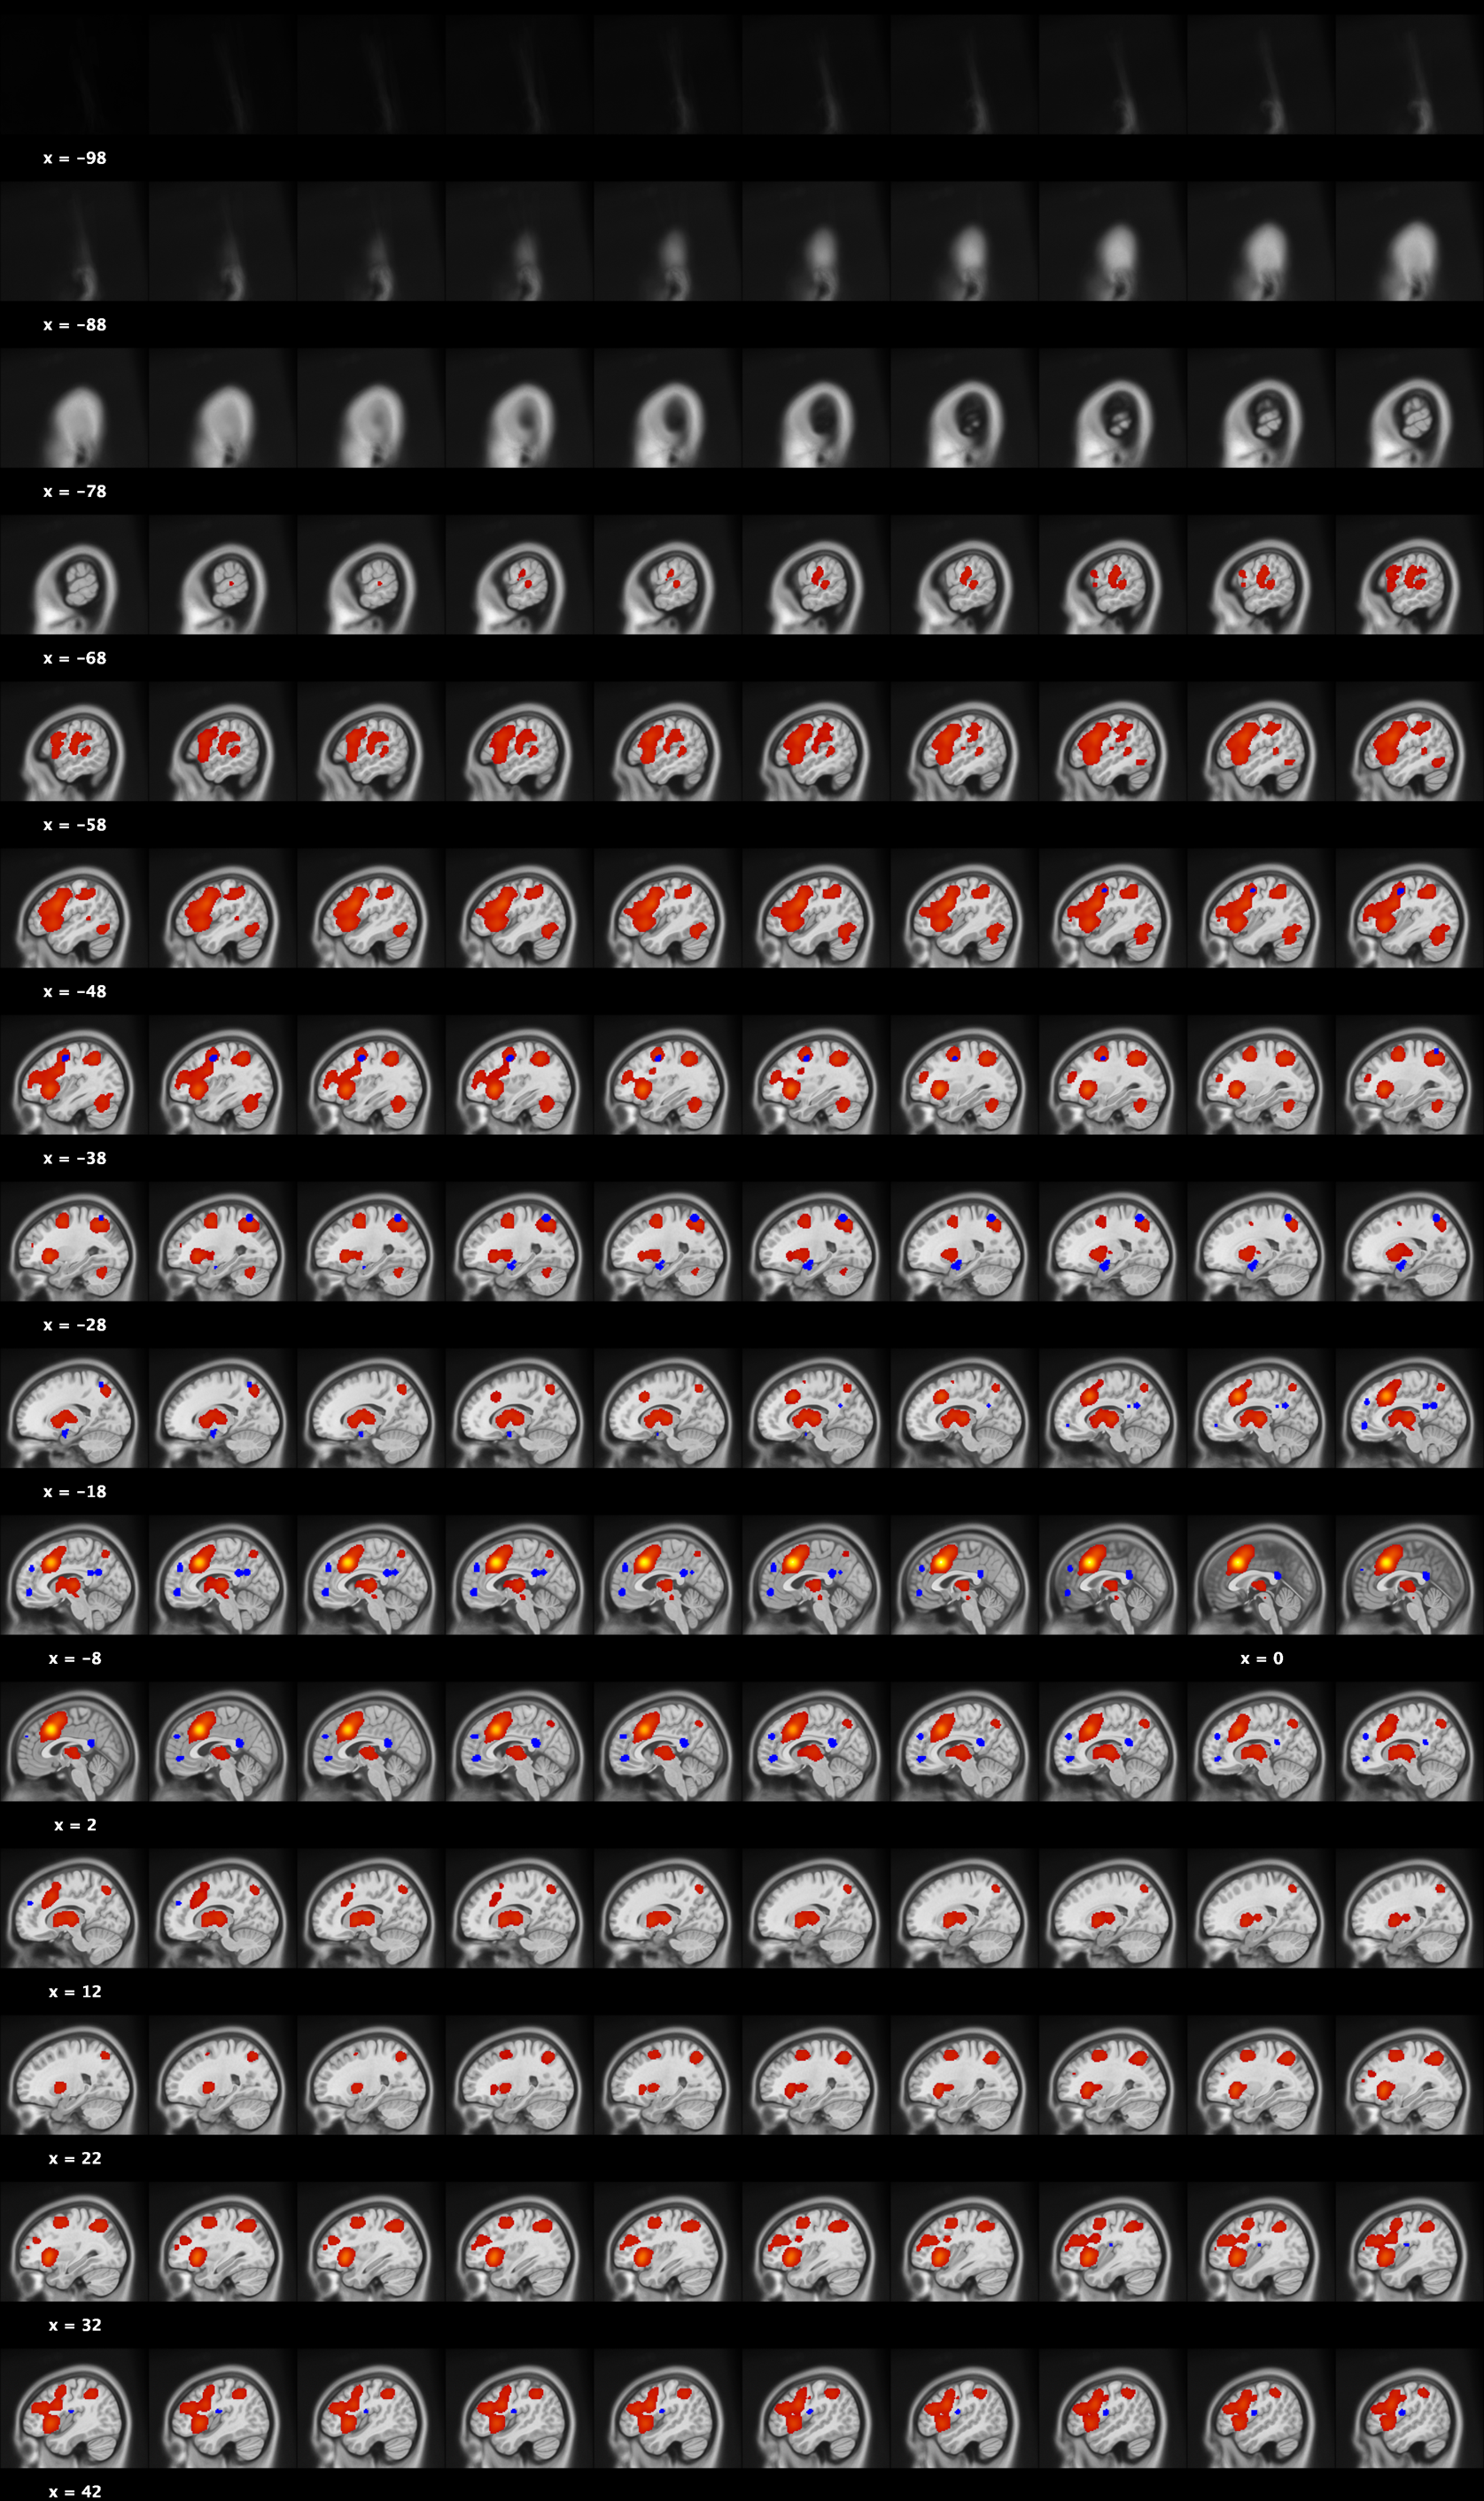 x = -98
x = -88
x = -78
x = -68
x = -58
x = -48
x = -38
x = -28
x = -18
x = -8
x = 0
x = 2
x = 12
x = 22
x = 32
x = 42